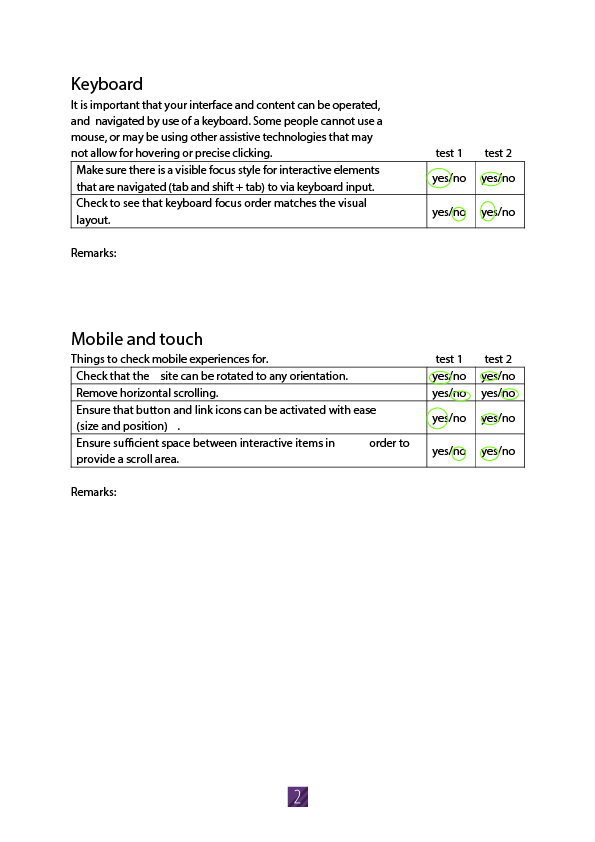 Keyboard
It is important that your interface and content can be operated,
and  navigated by use of a keyboard. Some people cannot use a
mouse, or may be using other assistive technologies that may
not allow for hovering or precise clicking. test 1 test 2
Make sure there is a visible focus style for interactive elements
that are navigated (tab and shift + tab) to via keyboard input. yes/no yes/no
Check to see that keyboard focus order matches the visual
layout. yes/no yes/no
Remarks:
Mobile and touch
Things to check mobile experiences for. test 1 test 2
Check that the    site can be rotated to any orientation. yes/no yes/no
Remove horizontal scrolling. yes/no yes/no
Ensure that button and link icons can be activated with ease
(size and position)   . yes/no yes/no
Ensure sufficient space between interactive items in          order to
provide a scroll area. yes/no yes/no
Remarks:
2